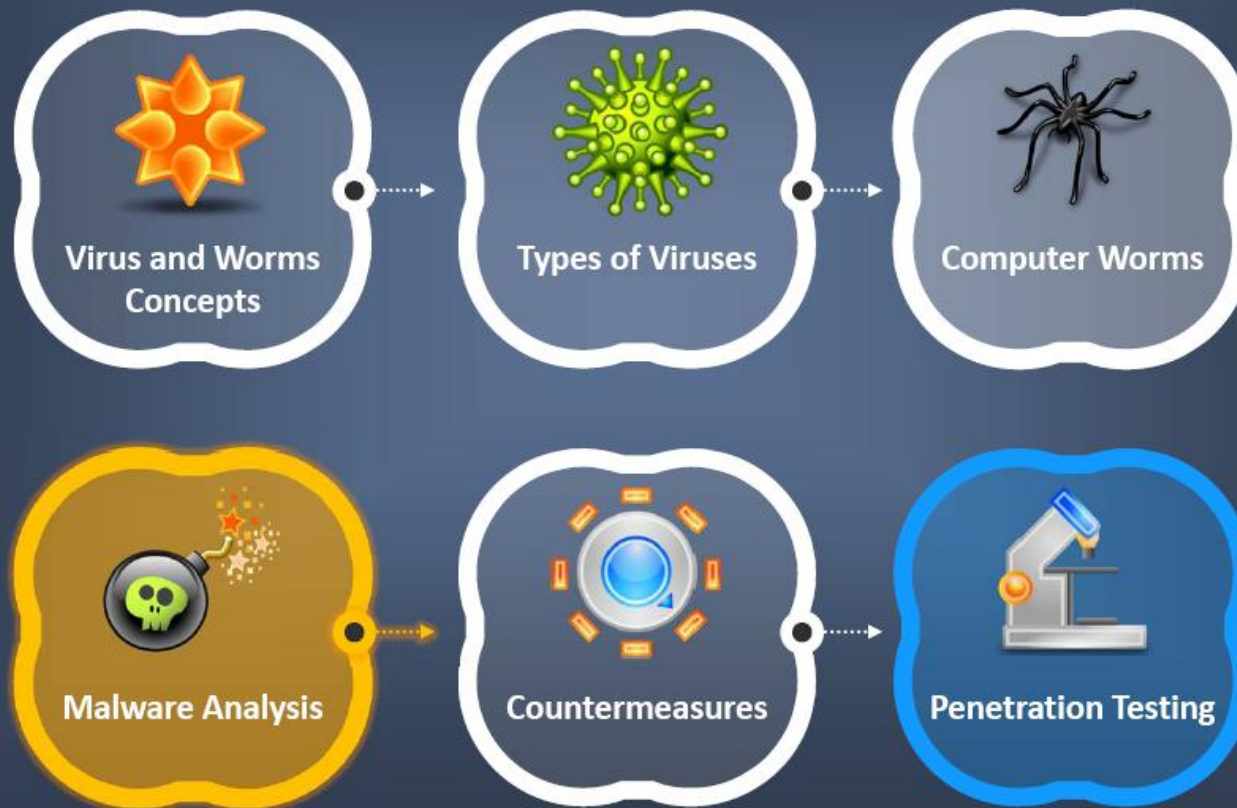 Virus and Worms
Concepts
Types of Viruses
Computer Worms
Malware Analysis
Countermeasures
Penetration Testing